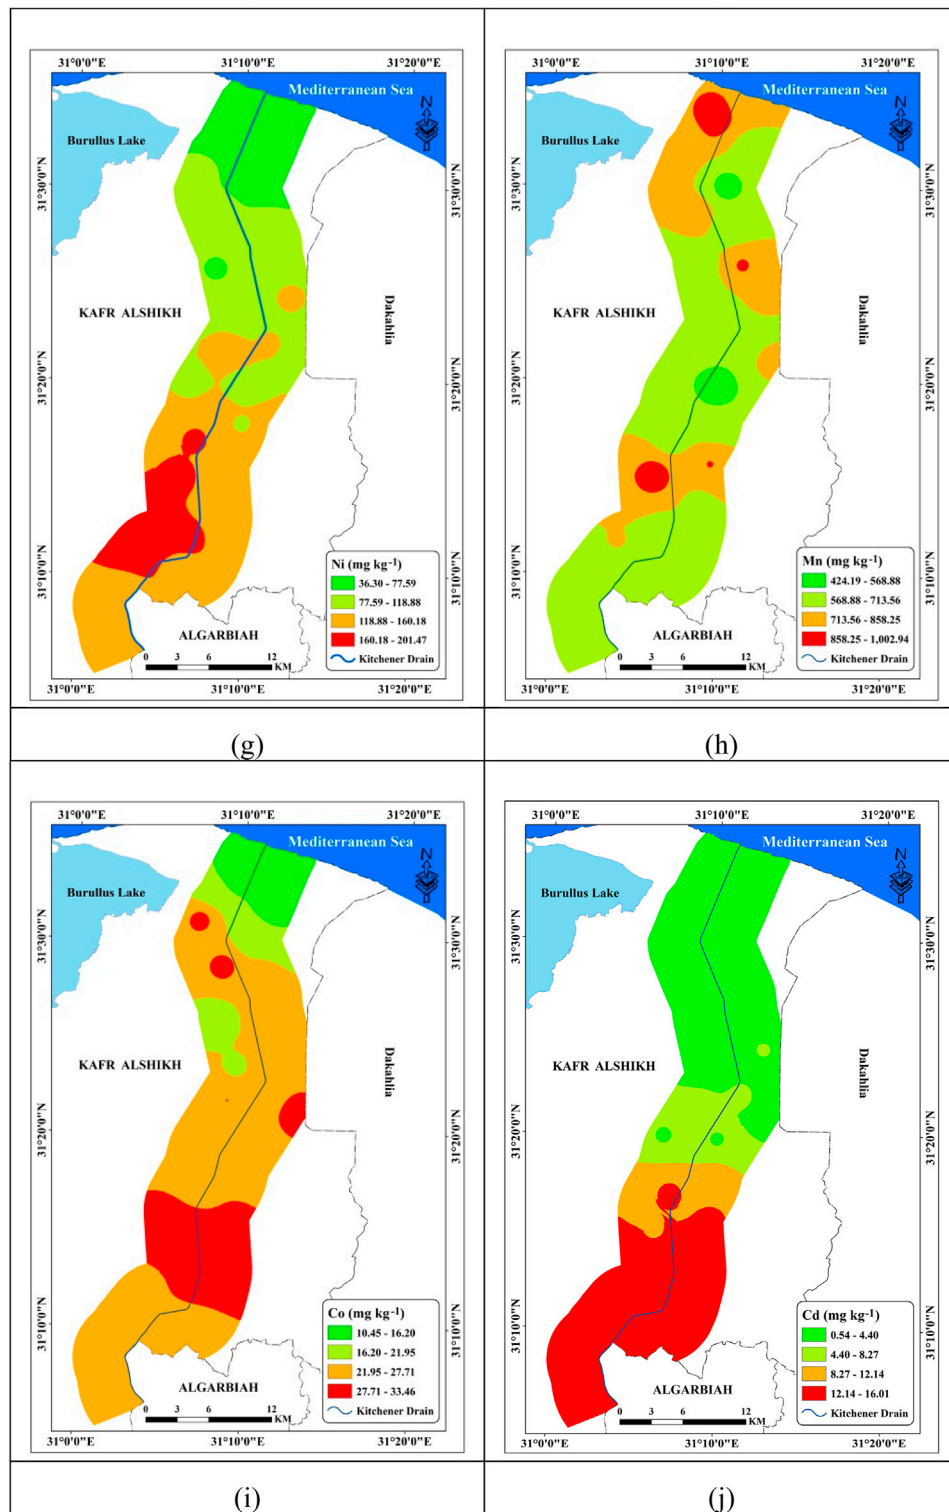 31°0'0"E 31°10'0"E 31°20'0"E
Mediterranean Sea
N
Burullus Lake
31°30'0"N 31°30'0"N
KAFR ALSHIKH
Dakahlia
31°20'0"N 31°20'0"N
31°10'0"N 31°10'0"N
Ni (mg kg-1)
36.30 - 77.59
77.59 - 118.88
118.88 - 160.18
160.18 - 201.47
Kitchener Drain
ALGARBIAH
0 3 6 12
KM
31°0'0"E 31°10'0"E 31°20'0"E
(g)
31°0'0"E 31°10'0"E 31°20'0"E
Mediterranean Sea
N
Burullus Lake
31°30'0"N 31°30'0"N
KAFR ALSHIKH
Dakahlia
31°20'0"N 31°20'0"N
31°10'0"N 31°10'0"N
Mn (mg kg-1)
424.19 - 568.88
568.88 - 713.56
713.56 - 858.25
858.25 - 1,002.94
Kitchener Drain
ALGARBIAH
0 3 6 12
KM
31°0'0"E 31°10'0"E 31°20'0"E
(h)
31°0'0"E 31°10'0"E 31°20'0"E
Mediterranean Sea
N
Burullus Lake
31°30'0"N 31°30'0"N
KAFR ALSHIKH
Dakahlia
31°20'0"N 31°20'0"N
31°10'0"N 31°10'0"N
Co (mg kg-1)
10.45 - 16.20
16.20 - 21.95
21.95 - 27.71
27.71 - 33.46
Kitchener Drain
ALGARBIAH
0 3 6 12
KM
31°0'0"E 31°10'0"E 31°20'0"E
(i)
31°0'0"E 31°10'0"E 31°20'0"E
Mediterranean Sea
N
Burullus Lake
31°30'0"N 31°30'0"N
KAFR ALSHIKH
Dakahlia
31°20'0"N 31°20'0"N
31°10'0"N 31°10'0"N
Cd (mg kg-1)
0.54 - 4.40
4.40 - 8.27
8.27 - 12.14
12.14 - 16.01
Kitchener Drain
ALGARBIAH
0 3 6 12
KM
31°0'0"E 31°10'0"E 31°20'0"E
(j)